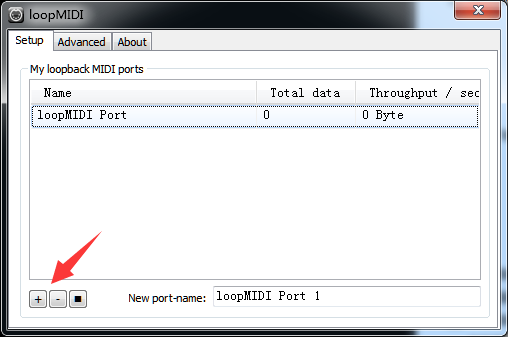 loopMIDI
Setup Advanced About
My loopback MIDI ports
Name Total data Throughput / sec
loopMIDI Port 0 0 Byte
+ - ■ New port-name: loopMIDI Port 1